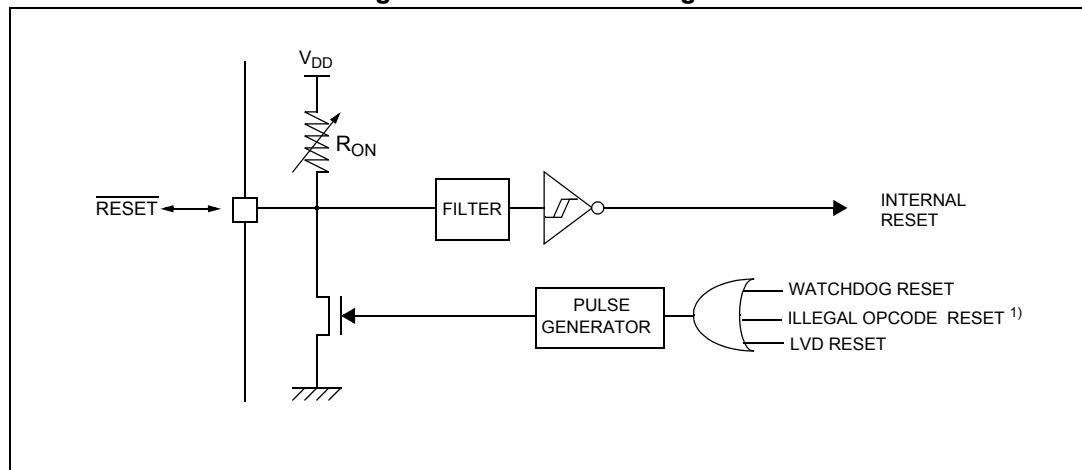 V_DD
R_ON
RESET
FILTER
INTERNAL
RESET
PULSE
GENERATOR
WATCHDOG RESET
ILLEGAL OPCODE RESET 1)
LVD RESET